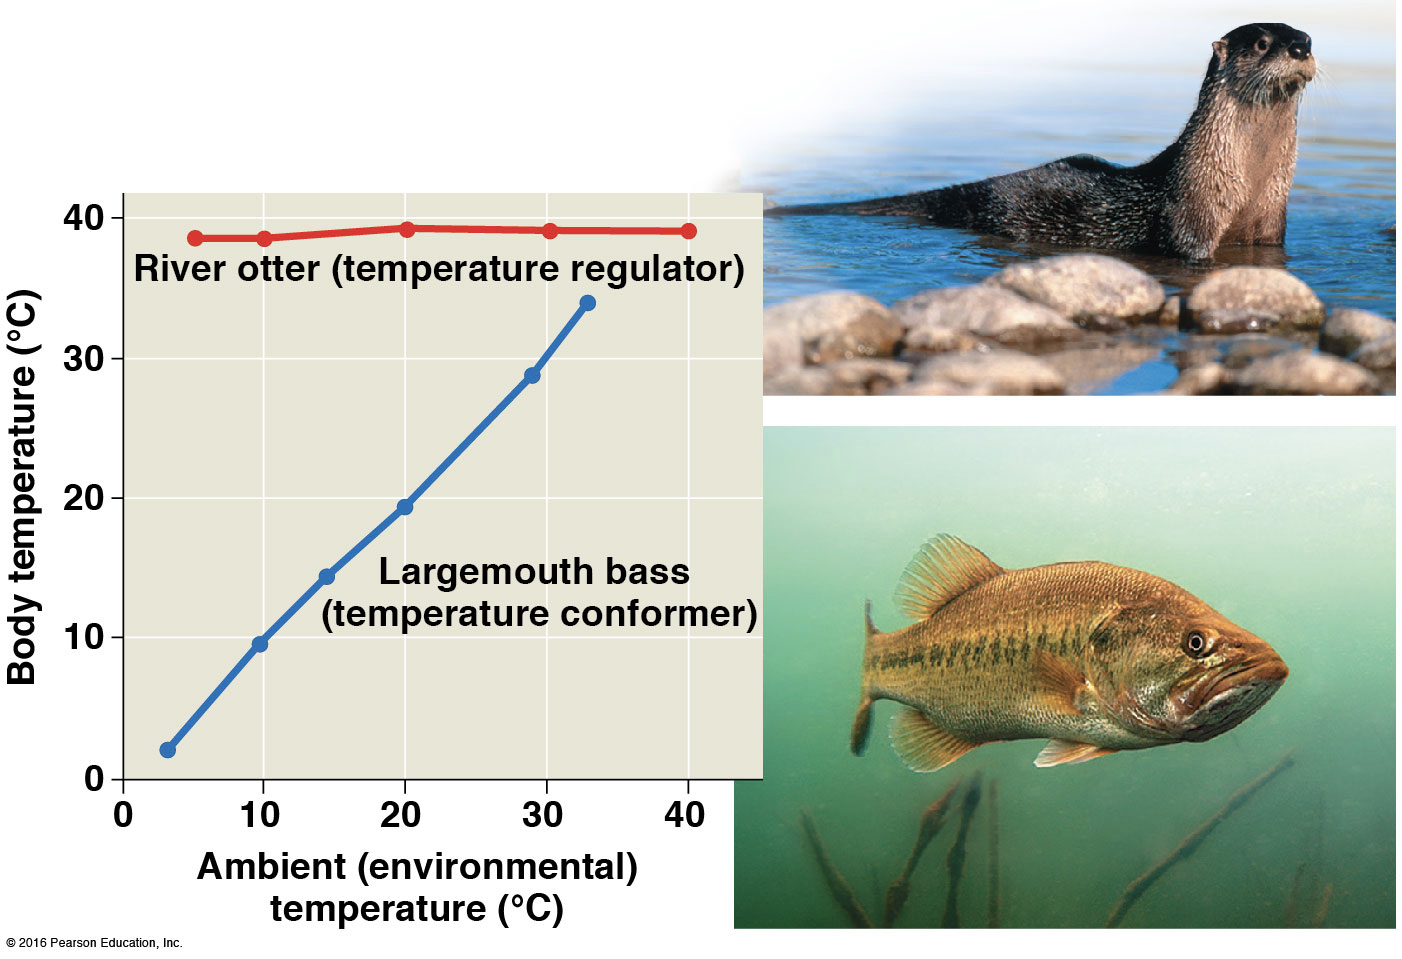 40
River otter (temperature regulator)
30
20
Largemouth bass
(temperature conformer)
10
0
Body temperature (°C)
0 10 20 30 40
Ambient (environmental)
temperature (°C)
© 2016 Pearson Education, Inc.